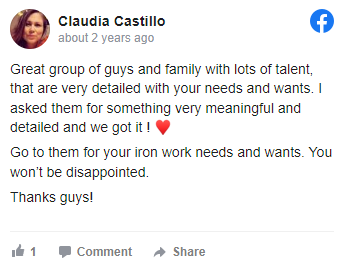 Claudia Castillo
about 2 years ago
Great group of guys and family with lots of talent,
that are very detailed with your needs and wants. I
asked them for something very meaningful and
detailed and we got it ! ❤️
Go to them for your iron work needs and wants. You
won't be disappointed.
Thanks guys!
1 Comment Share